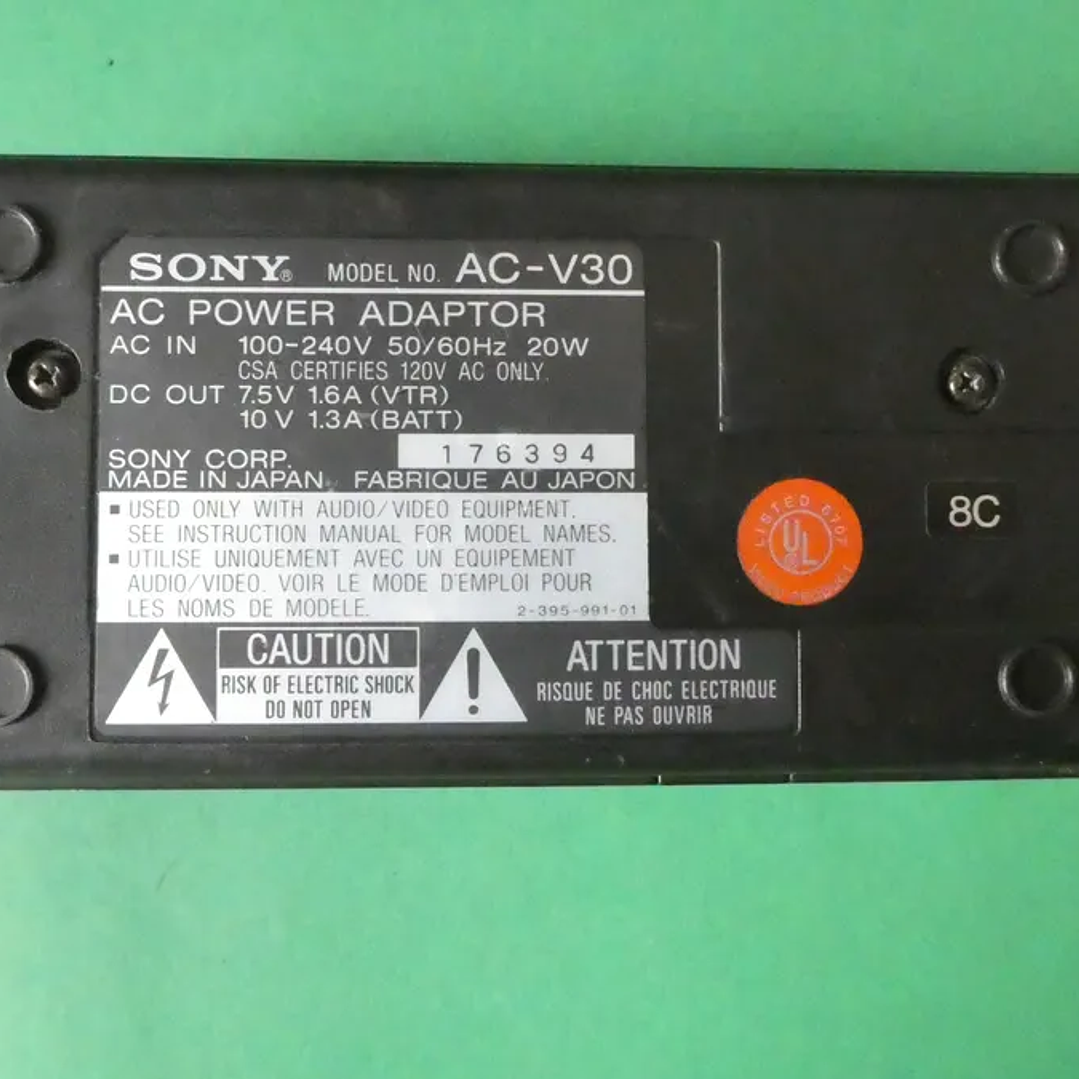 SONY® MODEL NO. AC-V30
AC POWER ADAPTOR
AC IN 100-240V 50/60Hz 20W
CSA CERTIFIES 120V AC ONLY.
DC OUT 7.5V 1.6A (VTR)
10 V 1.3A (BATT)
SONY CORP. 176394
MADE IN JAPAN FABRIQUE AU JAPON
▪ USED ONLY WITH AUDIO/VIDEO EQUIPMENT.
SEE INSTRUCTION MANUAL FOR MODEL NAMES.
▪ UTILISE UNIQUEMENT AVEC UN EQUIPEMENT
AUDIO/VIDEO. VOIR LE MODE D'EMPLOI POUR
LES NOMS DE MODELE. 2-395-991-01
CAUTION
RISK OF ELECTRIC SHOCK
DO NOT OPEN
ATTENTION
RISQUE DE CHOC ELECTRIQUE
NE PAS OUVRIR
LISTED 670F
UL
VIDEO PRODUCT
8C